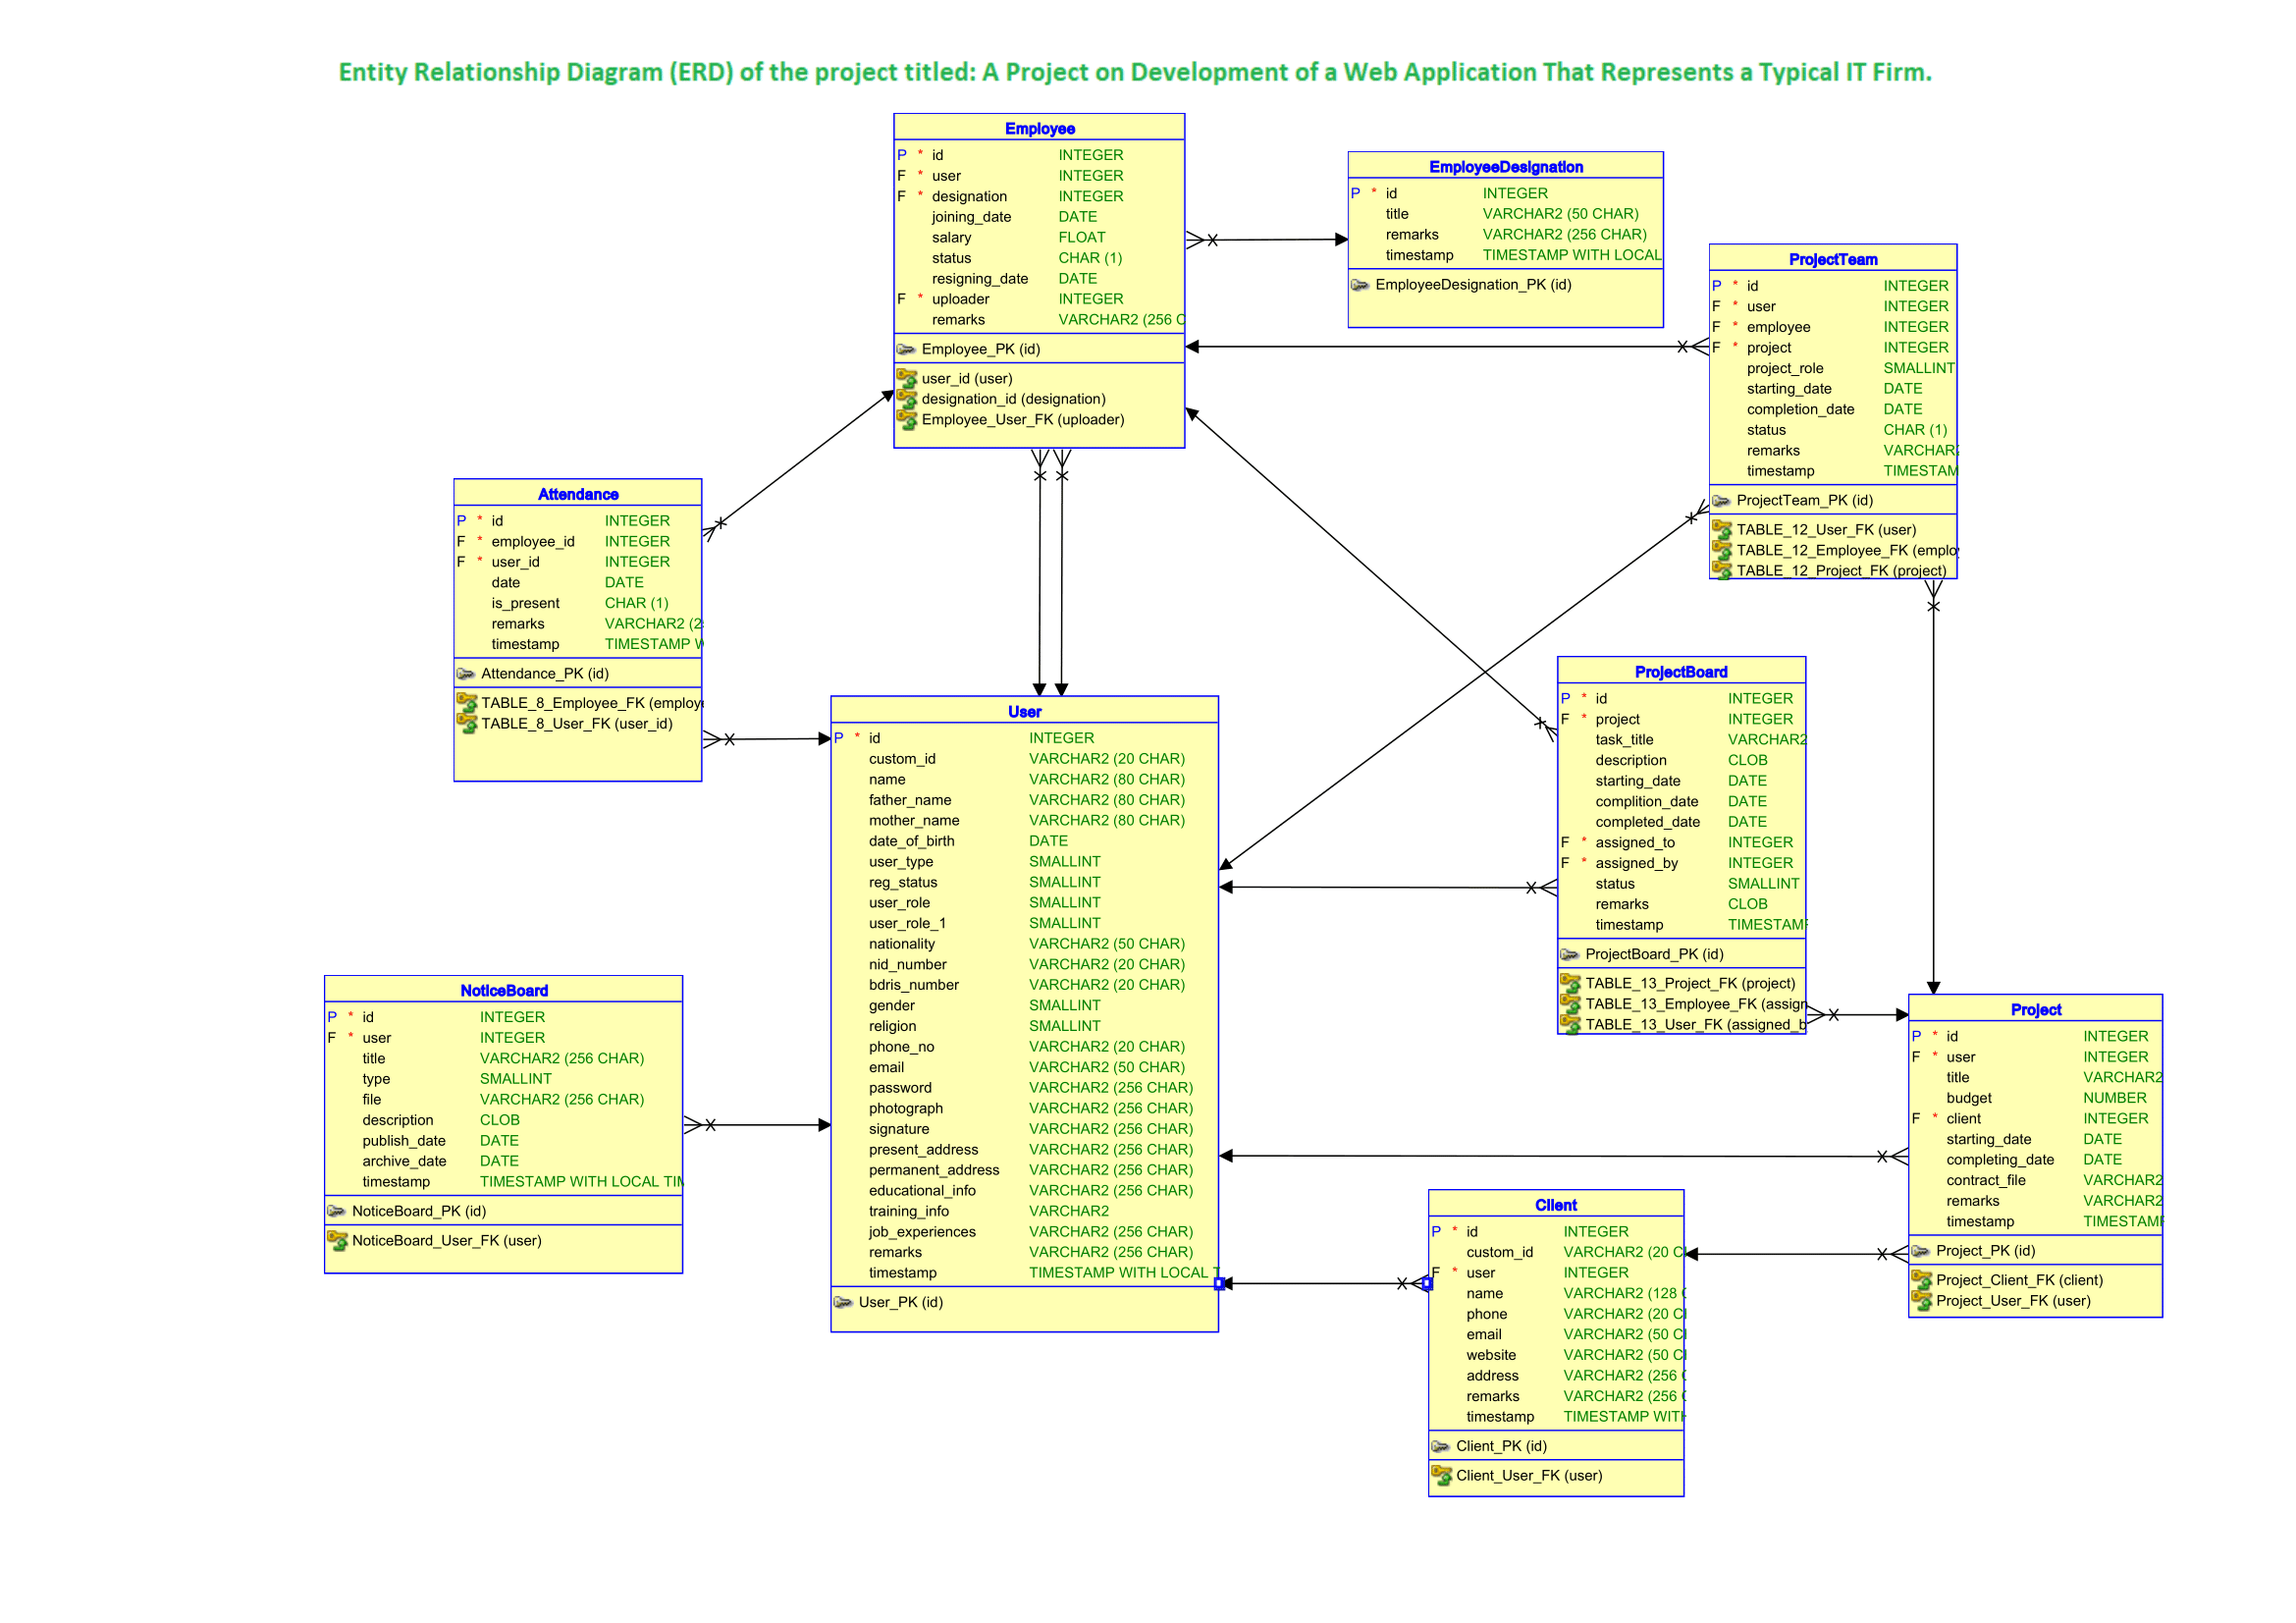 Entity Relationship Diagram (ERD) of the project titled: A Project on Development of a Web Application That Represents a Typical IT Firm.
Employee
P * id INTEGER
F * user INTEGER
F * designation INTEGER
joining_date DATE
salary FLOAT
status CHAR (1)
resigning_date DATE
F * uploader INTEGER
remarks VARCHAR2 (256 C
Employee_PK (id)
user_id (user)
designation_id (designation)
Employee_User_FK (uploader)
EmployeeDesignation
P * id INTEGER
title VARCHAR2 (50 CHAR)
remarks VARCHAR2 (256 CHAR)
timestamp TIMESTAMP WITH LOCAL
EmployeeDesignation_PK (id)
ProjectTeam
P * id INTEGER
F * user INTEGER
F * employee INTEGER
F * project INTEGER
project_role SMALLINT
starting_date DATE
completion_date DATE
status CHAR (1)
remarks VARCHAR
timestamp TIMESTAM
ProjectTeam_PK (id)
TABLE_12_User_FK (user)
TABLE_12_Employee_FK (emplo
TABLE_12_Project_FK (project)
Attendance
P * id INTEGER
F * employee_id INTEGER
F * user_id INTEGER
date DATE
is_present CHAR (1)
remarks VARCHAR2 (2
timestamp TIMESTAMP W
Attendance_PK (id)
TABLE_8_Employee_FK (employ
TABLE_8_User_FK (user_id)
User
P * id INTEGER
custom_id VARCHAR2 (20 CHAR)
name VARCHAR2 (80 CHAR)
father_name VARCHAR2 (80 CHAR)
mother_name VARCHAR2 (80 CHAR)
date_of_birth DATE
user_type SMALLINT
reg_status SMALLINT
user_role SMALLINT
user_role_1 SMALLINT
nationality VARCHAR2 (50 CHAR)
nid_number VARCHAR2 (20 CHAR)
bdris_number VARCHAR2 (20 CHAR)
gender SMALLINT
religion SMALLINT
phone_no VARCHAR2 (20 CHAR)
email VARCHAR2 (50 CHAR)
password VARCHAR2 (256 CHAR)
photograph VARCHAR2 (256 CHAR)
signature VARCHAR2 (256 CHAR)
present_address VARCHAR2 (256 CHAR)
permanent_address VARCHAR2 (256 CHAR)
educational_info VARCHAR2 (256 CHAR)
training_info VARCHAR2
job_experiences VARCHAR2 (256 CHAR)
remarks VARCHAR2 (256 CHAR)
timestamp TIMESTAMP WITH LOCAL T
User_PK (id)
ProjectBoard
P * id INTEGER
F * project INTEGER
task_title VARCHAR2
description CLOB
starting_date DATE
complition_date DATE
completed_date DATE
F * assigned_to INTEGER
F * assigned_by INTEGER
status SMALLINT
remarks CLOB
timestamp TIMESTAMP
ProjectBoard_PK (id)
TABLE_13_Project_FK (project)
TABLE_13_Employee_FK (assign
TABLE_13_User_FK (assigned_b
NoticeBoard
P * id INTEGER
F * user INTEGER
title VARCHAR2 (256 CHAR)
type SMALLINT
file VARCHAR2 (256 CHAR)
description CLOB
publish_date DATE
archive_date DATE
timestamp TIMESTAMP WITH LOCAL TIM
NoticeBoard_PK (id)
NoticeBoard_User_FK (user)
Project
P * id INTEGER
F * user INTEGER
title VARCHAR2
budget NUMBER
F * client INTEGER
starting_date DATE
completing_date DATE
contract_file VARCHAR2
remarks VARCHAR2
timestamp TIMESTAMP
Project_PK (id)
Project_Client_FK (client)
Project_User_FK (user)
Client
P * id INTEGER
custom_id VARCHAR2 (20 C
F * user INTEGER
name VARCHAR2 (128
phone VARCHAR2 (20 C
email VARCHAR2 (50 C
website VARCHAR2 (50 C
address VARCHAR2 (256
remarks VARCHAR2 (256
timestamp TIMESTAMP WITH
Client_PK (id)
Client_User_FK (user)